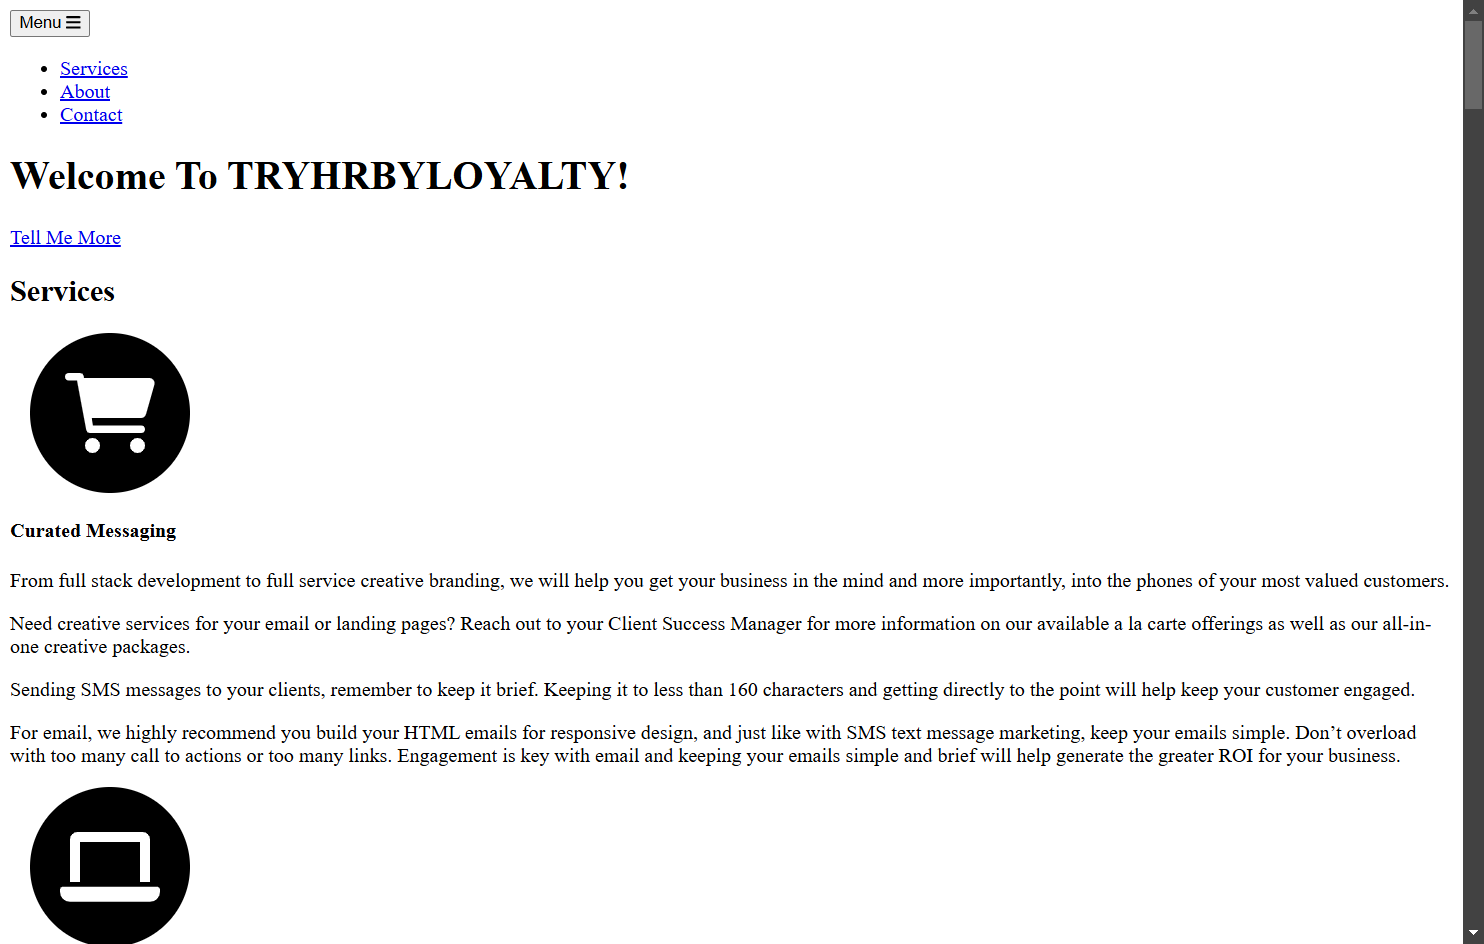 Menu
Services
About
Contact
Welcome To TRYHRBYLOYALTY!
Tell Me More
Services
Curated Messaging
From full stack development to full service creative branding, we will help you get your business in the mind and more importantly, into the phones of your most valued customers.
Need creative services for your email or landing pages? Reach out to your Client Success Manager for more information on our available a la carte offerings as well as our all-in-
one creative packages.
Sending SMS messages to your clients, remember to keep it brief. Keeping it to less than 160 characters and getting directly to the point will help keep your customer engaged.
For email, we highly recommend you build your HTML emails for responsive design, and just like with SMS text message marketing, keep your emails simple. Don’t overload
with too many call to actions or too many links. Engagement is key with email and keeping your emails simple and brief will help generate the greater ROI for your business.